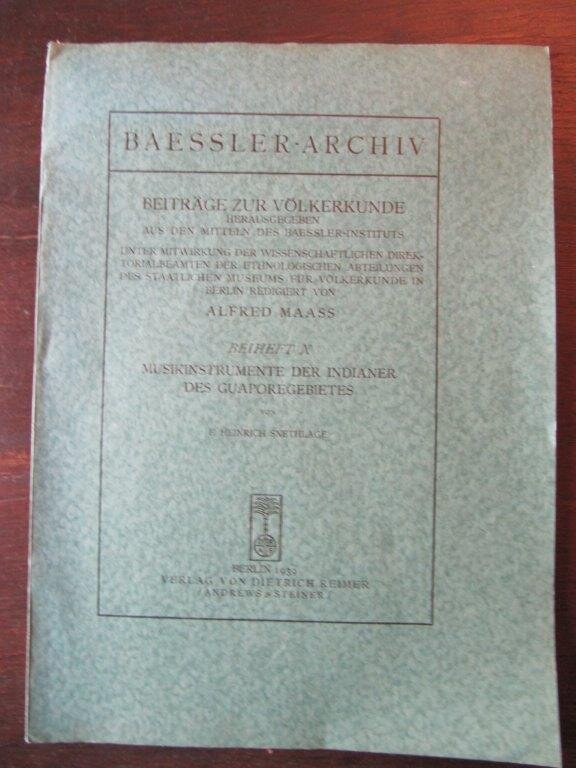 BAESSLER-ARCHIV
BEITRÄGE ZUR VÖLKERKUNDE
HERAUSGEGEBEN
AUS DEN MITTELN DES BAESSLER-INSTITUTS
UNTER MITWIRKUNG DER WISSENSCHAFTLICHEN DIREK-
TORIALBEAMTEN DER ETHNOLOGISCHEN ABTEILUNGEN
DES STAATLICHEN MUSEUMS FÜR VÖLKERKUNDE IN
BERLIN REDIGIERT VON
ALFRED MAASS
BEIHEFT X
MUSIKINSTRUMENTE DER INDIANER
DES GUAPOREGEBIETES
VON
E. HEINRICH SNETHLAGE
BERLIN 1939
VERLAG VON DIETRICH REIMER
/ ANDREWS & STEINER /